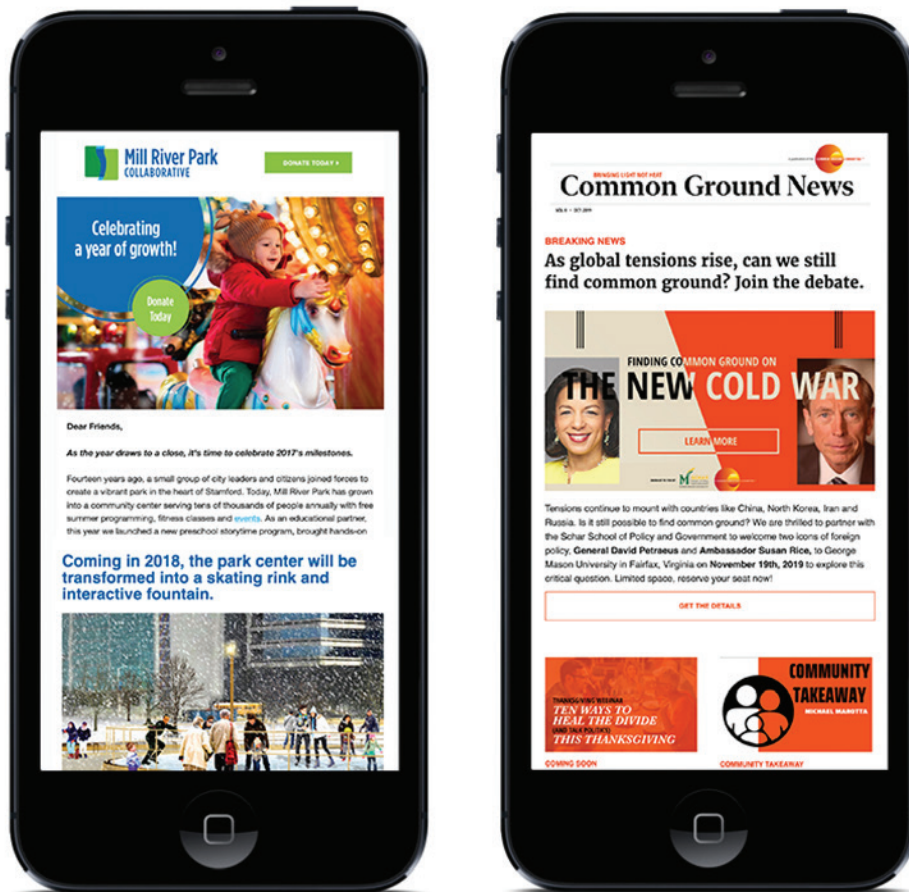 Mill River Park
COLLABORATIVE
DONATE TODAY ›
Celebrating
a year of growth!
Donate
Today
Dear Friends,
As the year draws to a close, it's time to celebrate 2017's milestones.
Fourteen years ago, a small group of city leaders and citizens joined forces to
create a vibrant park in the heart of Stamford. Today, Mill River Park has grown
into a community center serving tens of thousands of people annually with free
summer programming, fitness classes and events. As an educational partner,
this year we launched a new preschool storytime program, brought hands-on
Coming in 2018, the park center will be
transformed into a skating rink and
interactive fountain.
BRINGING LIGHT NOT HEAT
Common Ground News
VOL 8 • OCT 2019
BREAKING NEWS
As global tensions rise, can we still
find common ground? Join the debate.
FINDING COMMON GROUND ON
THE NEW COLD WAR
LEARN MORE
Tensions continue to mount with countries like China, North Korea, Iran and
Russia. Is it still possible to find common ground? We are thrilled to partner with
the Schar School of Policy and Government to welcome two icons of foreign
policy, General David Petraeus and Ambassador Susan Rice, to George
Mason University in Fairfax, Virginia on November 19th, 2019 to explore this
critical question. Limited space, reserve your seat now!
GET THE DETAILS
THANKSGIVING WEBINAR
TEN WAYS TO
HEAL THE DIVIDE
(AND TALK POLITICS)
THIS THANKSGIVING
COMMUNITY
TAKEAWAY
MICHAEL MAROTTA
COMING SOON
COMMUNITY TAKEAWAY